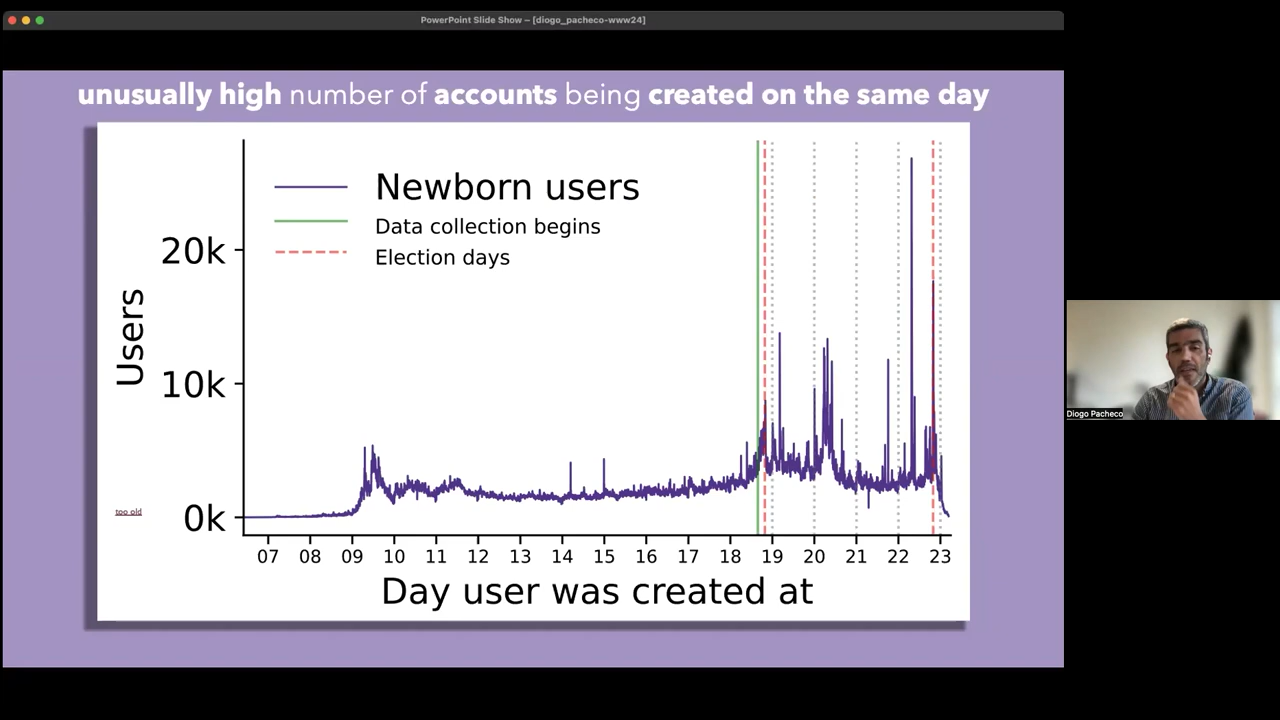 PowerPoint Slide Show – [diogo_pacheco-www24]
unusually high number of accounts being created on the same day
Newborn users
Data collection begins
Election days
Users
20k
10k
0k
too old
07 08 09 10 11 12 13 14 15 16 17 18 19 20 21 22 23
Day user was created at
Diogo Pacheco